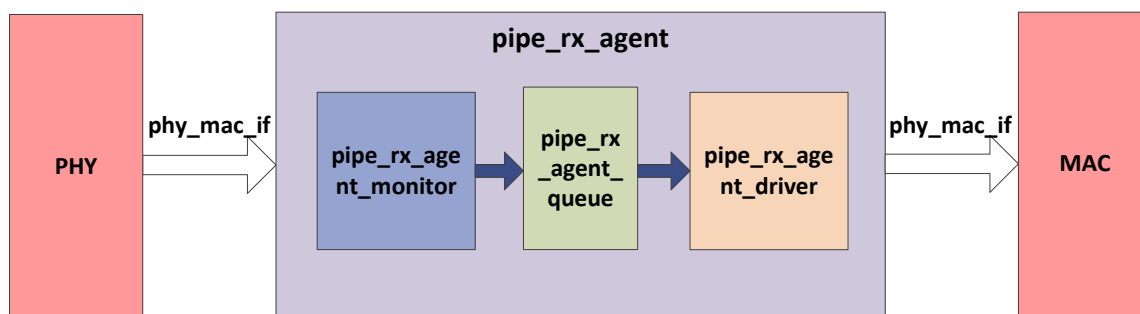 pipe_rx_agent
phy_mac_if
phy_mac_if
PHY
pipe_rx_age
nt_monitor
pipe_rx
_agent_
queue
pipe_rx_age
nt_driver
MAC